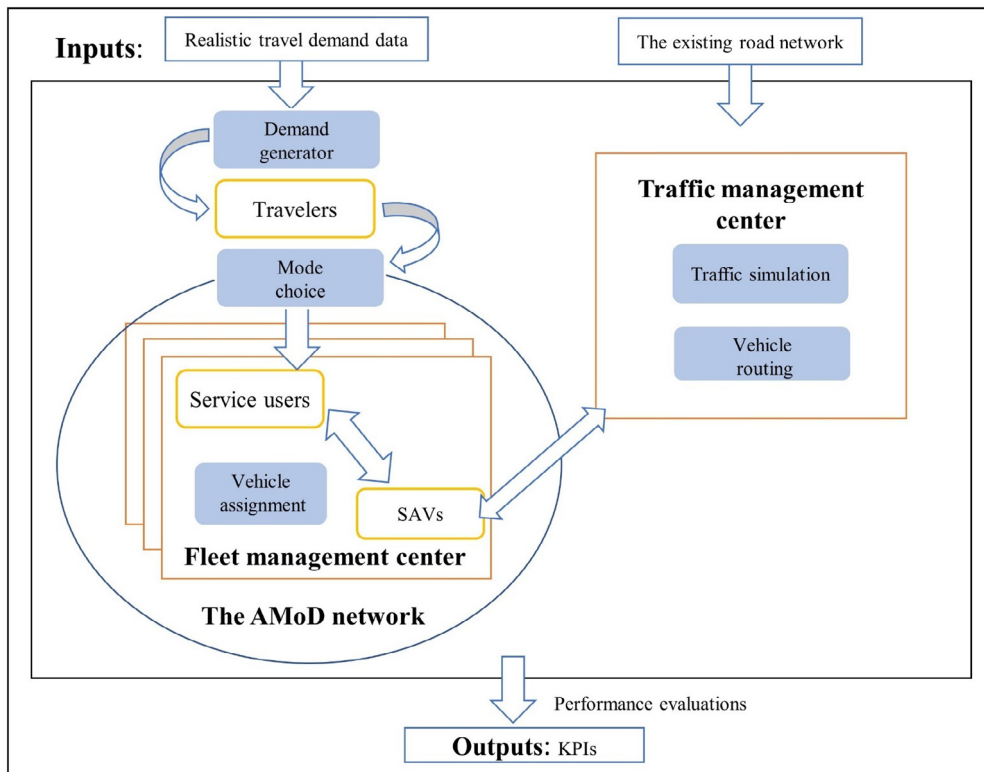 Inputs:
Realistic travel demand data
The existing road network
Demand
generator
Travelers
Mode
choice
Service users
Vehicle
assignment
SAVs
Fleet management center
The AMoD network
Traffic management
center
Traffic simulation
Vehicle
routing
Performance evaluations
Outputs: KPIs